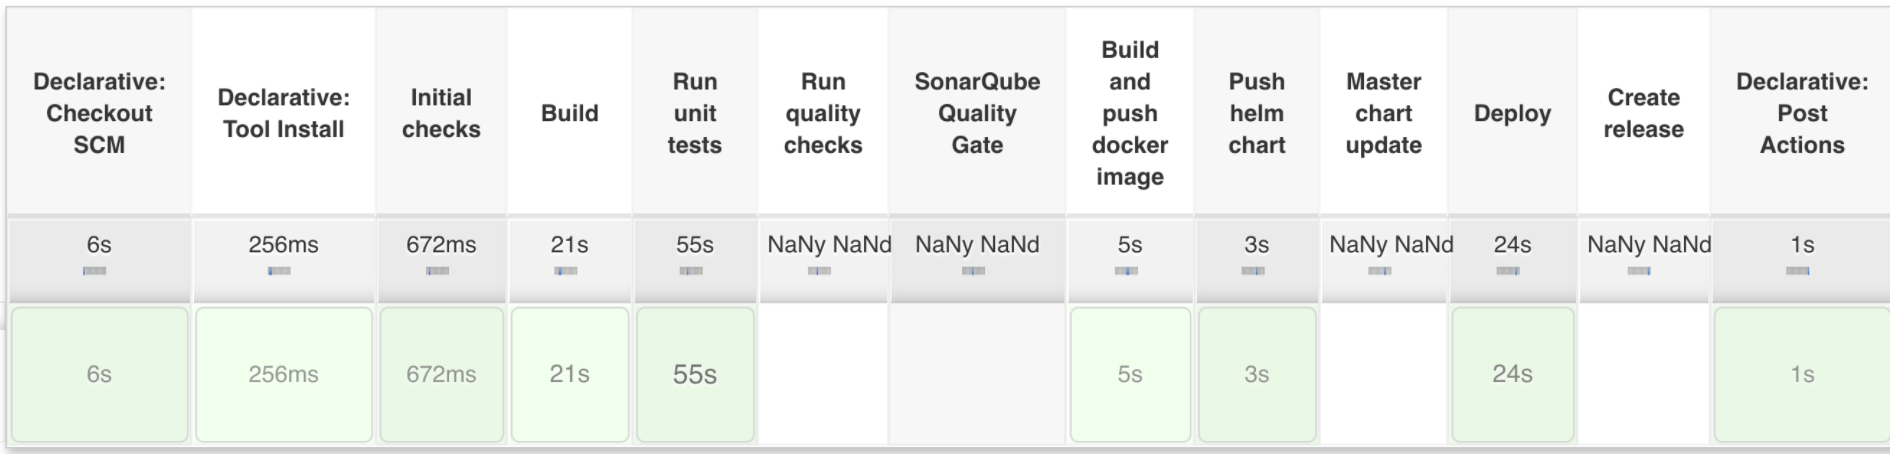 Declarative:
Checkout
SCM
Declarative:
Tool Install
Initial
checks
Build
Run
unit
tests
Run
quality
checks
SonarQube
Quality
Gate
Build
and
push
docker
image
Push
helm
chart
Master
chart
update
Deploy
Create
release
Declarative:
Post
Actions
6s
256ms
672ms
21s
55s
NaNy NaNd
NaNy NaNd
5s
3s
NaNy NaNd
24s
NaNy NaNd
1s
6s
256ms
672ms
21s
55s
5s
3s
24s
1s